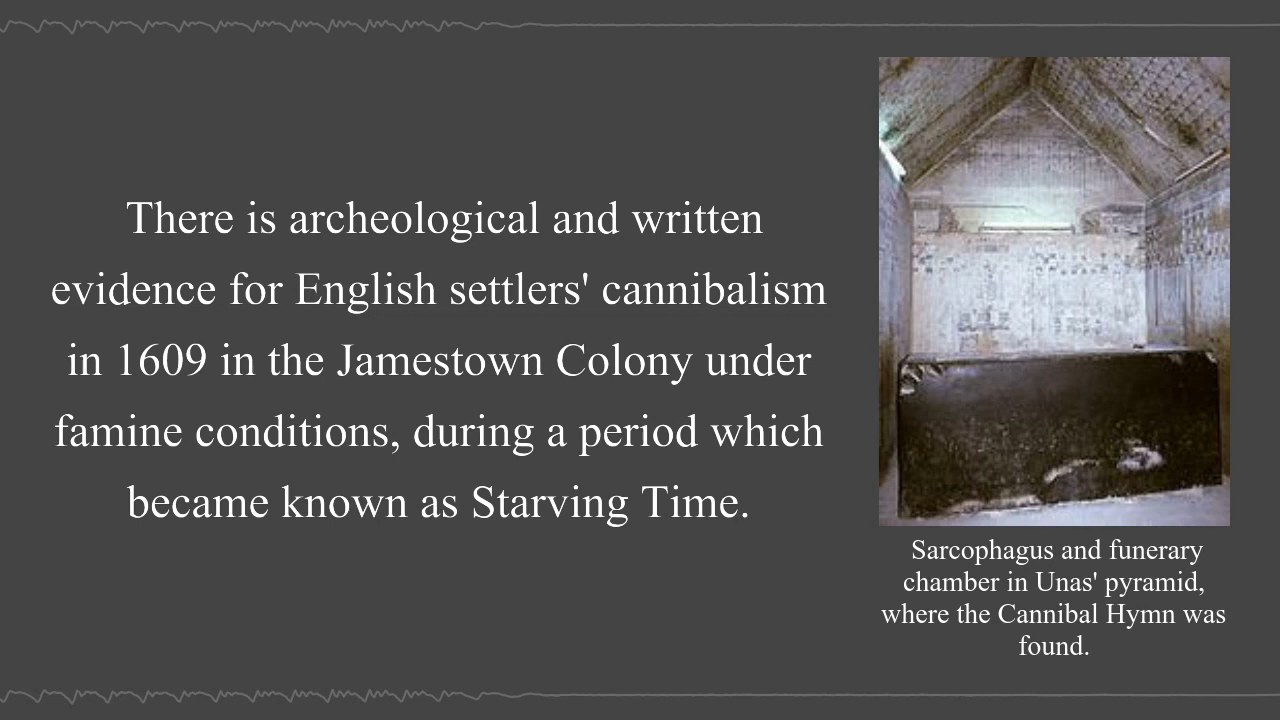 There is archeological and written
evidence for English settlers' cannibalism
in 1609 in the Jamestown Colony under
famine conditions, during a period which
became known as Starving Time.
Sarcophagus and funerary
chamber in Unas' pyramid,
where the Cannibal Hymn was
found.